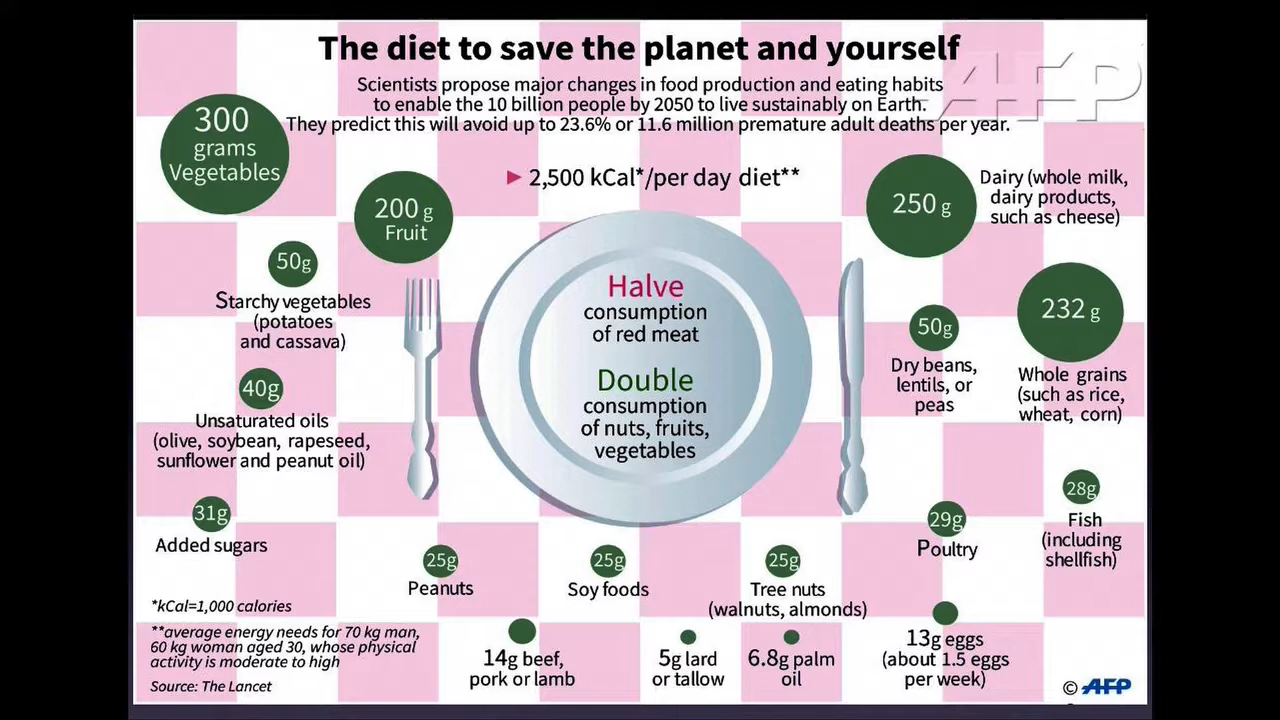 The diet to save the planet and yourself
AFP
Scientists propose major changes in food production and eating habits
to enable the 10 billion people by 2050 to live sustainably on Earth.
They predict this will avoid up to 23.6% or 11.6 million premature adult deaths per year.
300
grams
Vegetables
► 2,500 kCal*/per day diet**
200 g
Fruit
250 g
Dairy (whole milk,
dairy products,
such as cheese)
50g
Starchy vegetables
(potatoes
and cassava)
Halve
consumption
of red meat
Double
consumption
of nuts, fruits,
vegetables
50g
Dry beans,
lentils, or
peas
232 g
Whole grains
(such as rice,
wheat, corn)
40g
Unsaturated oils
(olive, soybean, rapeseed,
sunflower and peanut oil)
31g
Added sugars
25g
Peanuts
25g
Soy foods
25g
Tree nuts
(walnuts, almonds)
29g
Poultry
28g
Fish
(including
shellfish)
14g beef,
pork or lamb
5g lard
or tallow
6.8g palm
oil
13g eggs
(about 1.5 eggs
per week)
*kCal=1,000 calories
**average energy needs for 70 kg man,
60 kg woman aged 30, whose physical
activity is moderate to high
Source: The Lancet
© AFP